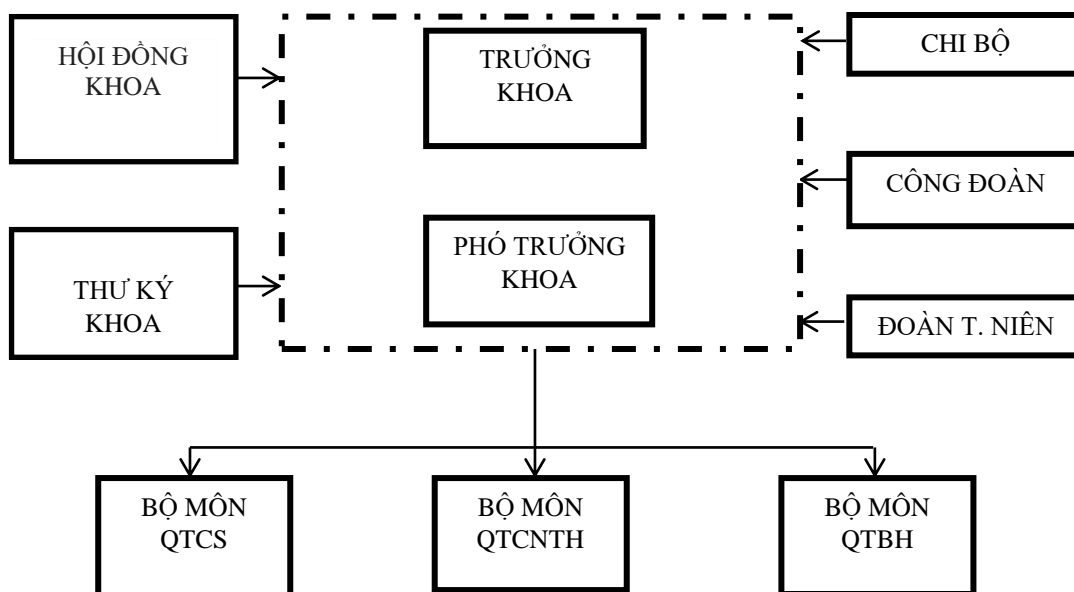 HỘI ĐỒNG
KHOA
TRƯỞNG
KHOA
CHI BỘ
CÔNG ĐOÀN
THƯ KÝ
KHOA
PHÓ TRƯỞNG
KHOA
ĐOÀN T. NIÊN
BỘ MÔN
QTCS
BỘ MÔN
QTCNTH
BỘ MÔN
QTBH